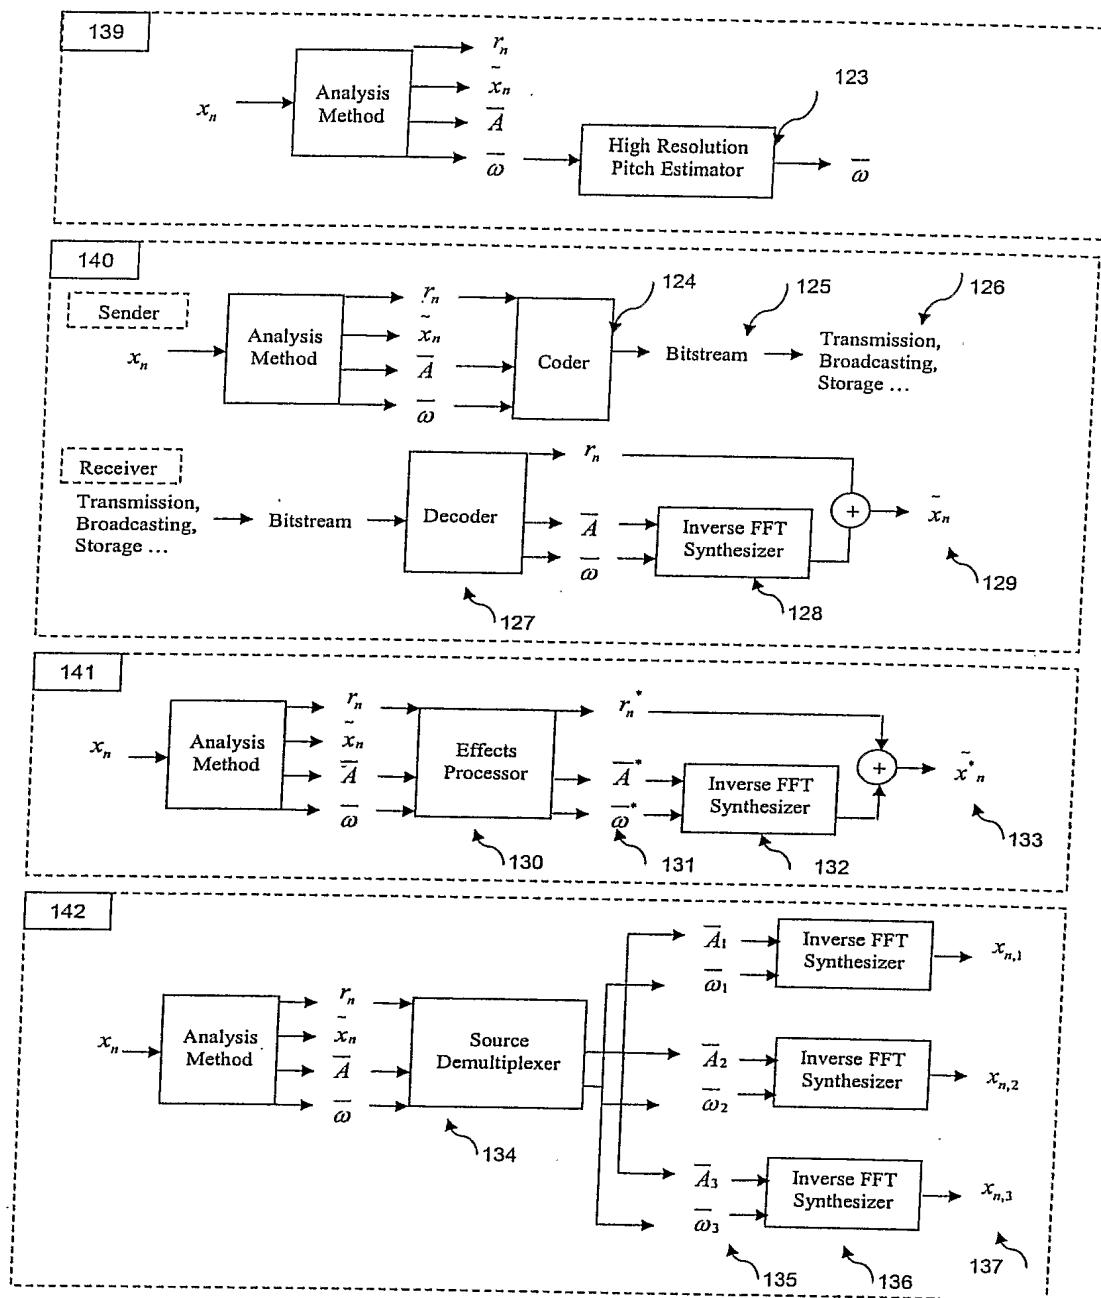 139
x_n
Analysis
Method
r_n
x̃_n
A̅
ω̅
High Resolution
Pitch Estimator
123
ω̅
140
Sender
x_n
Analysis
Method
r_n
x̃_n
A̅
ω̅
Coder
124
Bitstream
125
Transmission,
Broadcasting,
Storage ...
126
Receiver
Transmission,
Broadcasting,
Storage ...
Bitstream
Decoder
127
r_n
A̅
ω̅
Inverse FFT
Synthesizer
128
+
x̃_n
129
141
x_n
Analysis
Method
r_n
x̃_n
A̅
ω̅
Effects
Processor
130
r_n*
A̅*
ω̅*
131
Inverse FFT
Synthesizer
132
+
x̃*_n
133
142
x_n
Analysis
Method
r_n
x̃_n
A̅
ω̅
Source
Demultiplexer
134
A̅₁
ω̅₁
Inverse FFT
Synthesizer
x_n,1
A̅₂
ω̅₂
Inverse FFT
Synthesizer
x_n,2
A̅₃
ω̅₃
135
Inverse FFT
Synthesizer
136
x_n,3
137